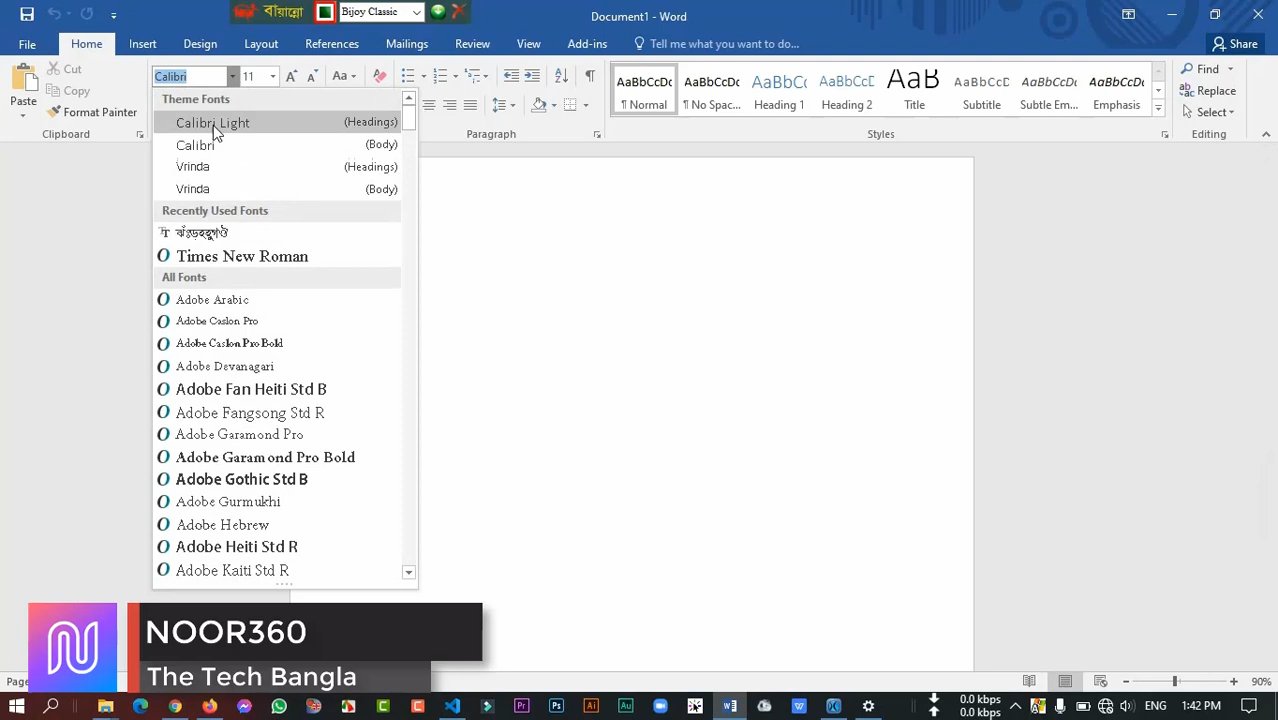 বায়ান্নো
Bijoy Classic
Document1 - Word
File
Home
Insert
Design
Layout
References
Mailings
Review
View
Add-ins
Tell me what you want to do...
Share
Paste
Cut
Copy
Format Painter
Clipboard
Calibri
11
Aa
Paragraph
AaBbCcDc
¶ Normal
AaBbCcDc
¶ No Spac...
AaBbCc
Heading 1
AaBbCcC
Heading 2
AaB
Title
AaBbCcD
Subtitle
AaBbCcDc
Subtle Em...
AaBbCcDc
Emphasis
Styles
Find
Replace
Select
Editing
Theme Fonts
Calibri Light (Headings)
Calibri (Body)
Vrinda (Headings)
Vrinda (Body)
Recently Used Fonts
Times New Roman
All Fonts
Adobe Arabic
Adobe Caslon Pro
Adobe Caslon Pro Bold
Adobe Devanagari
Adobe Fan Heiti Std B
Adobe Fangsong Std R
Adobe Garamond Pro
Adobe Garamond Pro Bold
Adobe Gothic Std B
Adobe Gurmukhi
Adobe Hebrew
Adobe Heiti Std R
Adobe Kaiti Std R
NOOR360
The Tech Bangla
Page
90%
0.0 kbps
0.0 kbps
1:42 PM